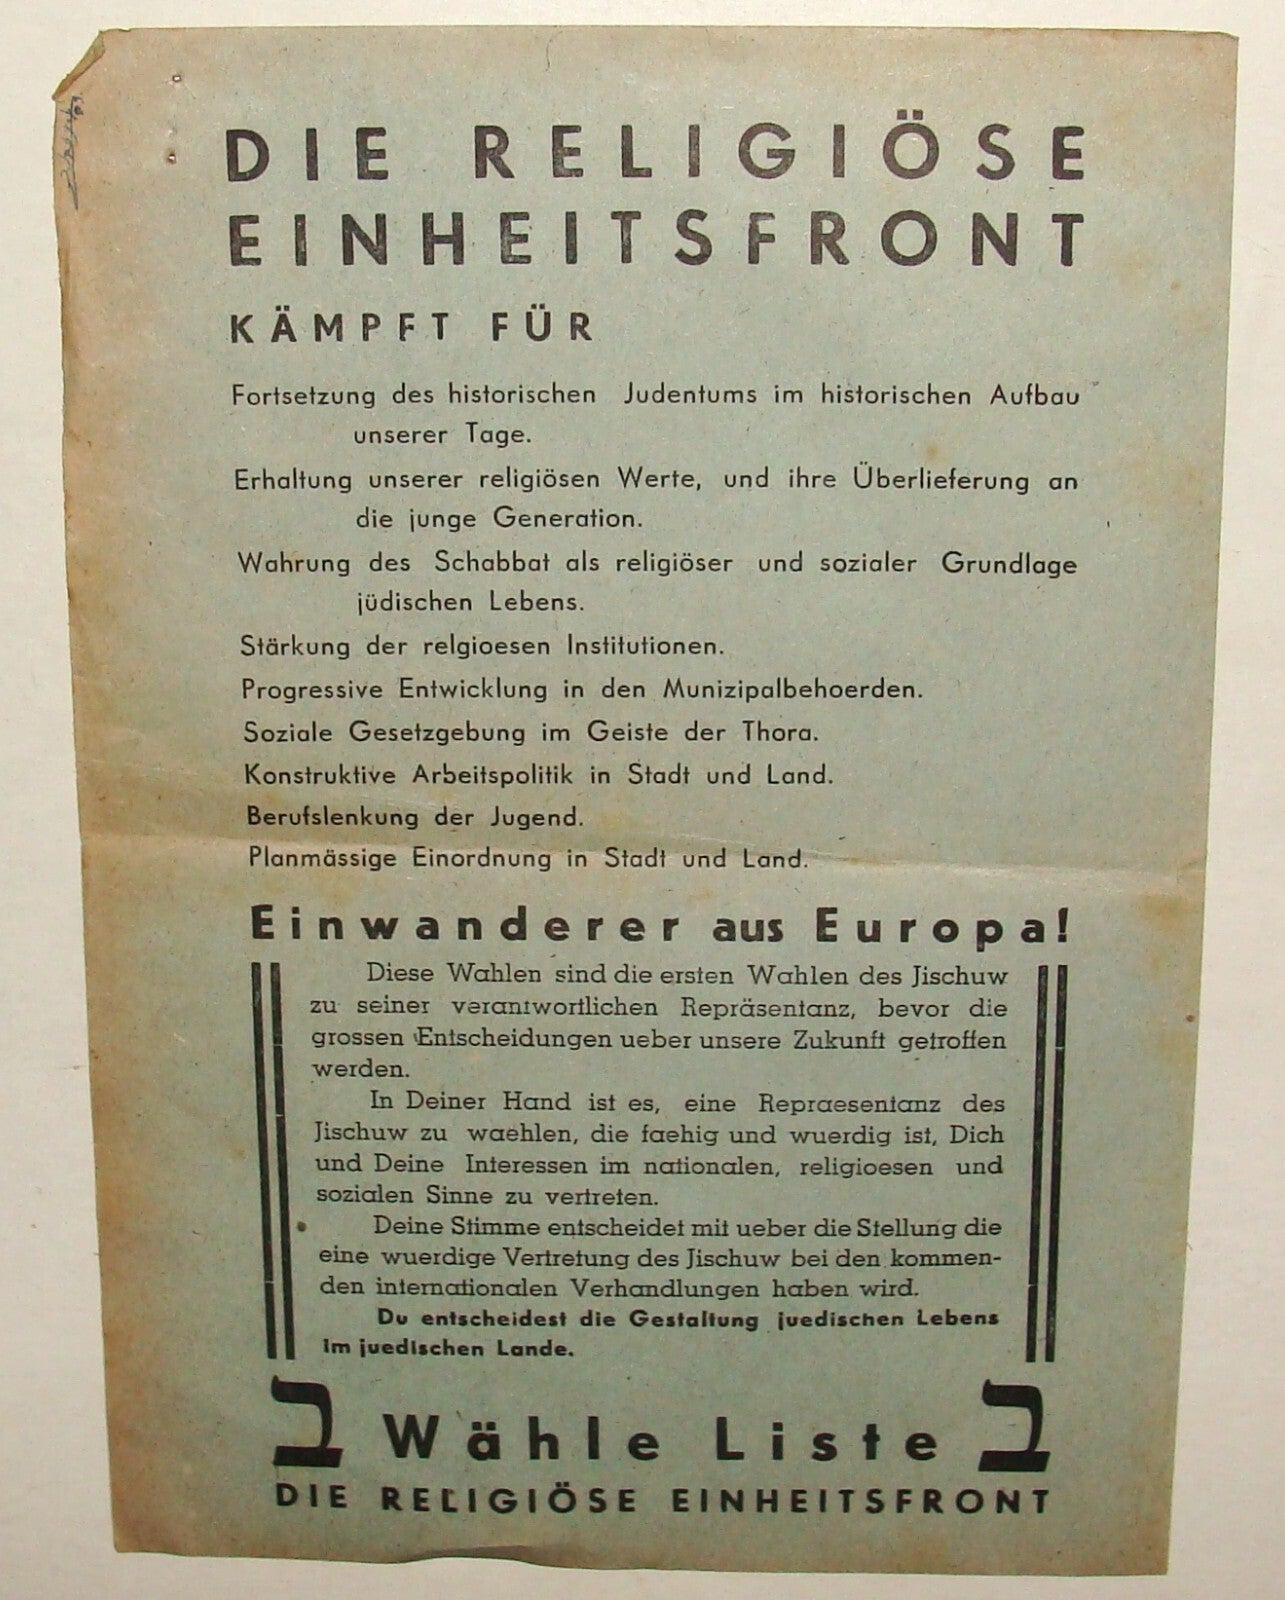 DIE RELIGIÖSE
EINHEITSFRONT
KÄMPFT FÜR
Fortsetzung des historischen Judentums im historischen Aufbau
unserer Tage.
Erhaltung unserer religiösen Werte, und ihre Überlieferung an
die junge Generation.
Wahrung des Schabbat als religiöser und sozialer Grundlage
jüdischen Lebens.
Stärkung der relgioesen Institutionen.
Progressive Entwicklung in den Munizipalbehoerden.
Soziale Gesetzgebung im Geiste der Thora.
Konstruktive Arbeitspolitik in Stadt und Land.
Berufslenkung der Jugend.
Planmässige Einordnung in Stadt und Land.
Einwanderer aus Europa!
Diese Wahlen sind die ersten Wahlen des Jischuw
zu seiner verantwortlichen Repräsentanz, bevor die
grossen Entscheidungen ueber unsere Zukunft getroffen
werden.
In Deiner Hand ist es, eine Repraesentanz des
Jischuw zu waehlen, die faehig und wuerdig ist, Dich
und Deine Interessen im nationalen, religioesen und
sozialen Sinne zu vertreten.
Deine Stimme entscheidet mit ueber die Stellung die
eine wuerdige Vertretung des Jischuw bei den kommen-
den internationalen Verhandlungen haben wird.
Du entscheidest die Gestaltung juedischen Lebens
im juedischen Lande.
ב Wähle Liste ב
DIE RELIGIÖSE EINHEITSFRONT